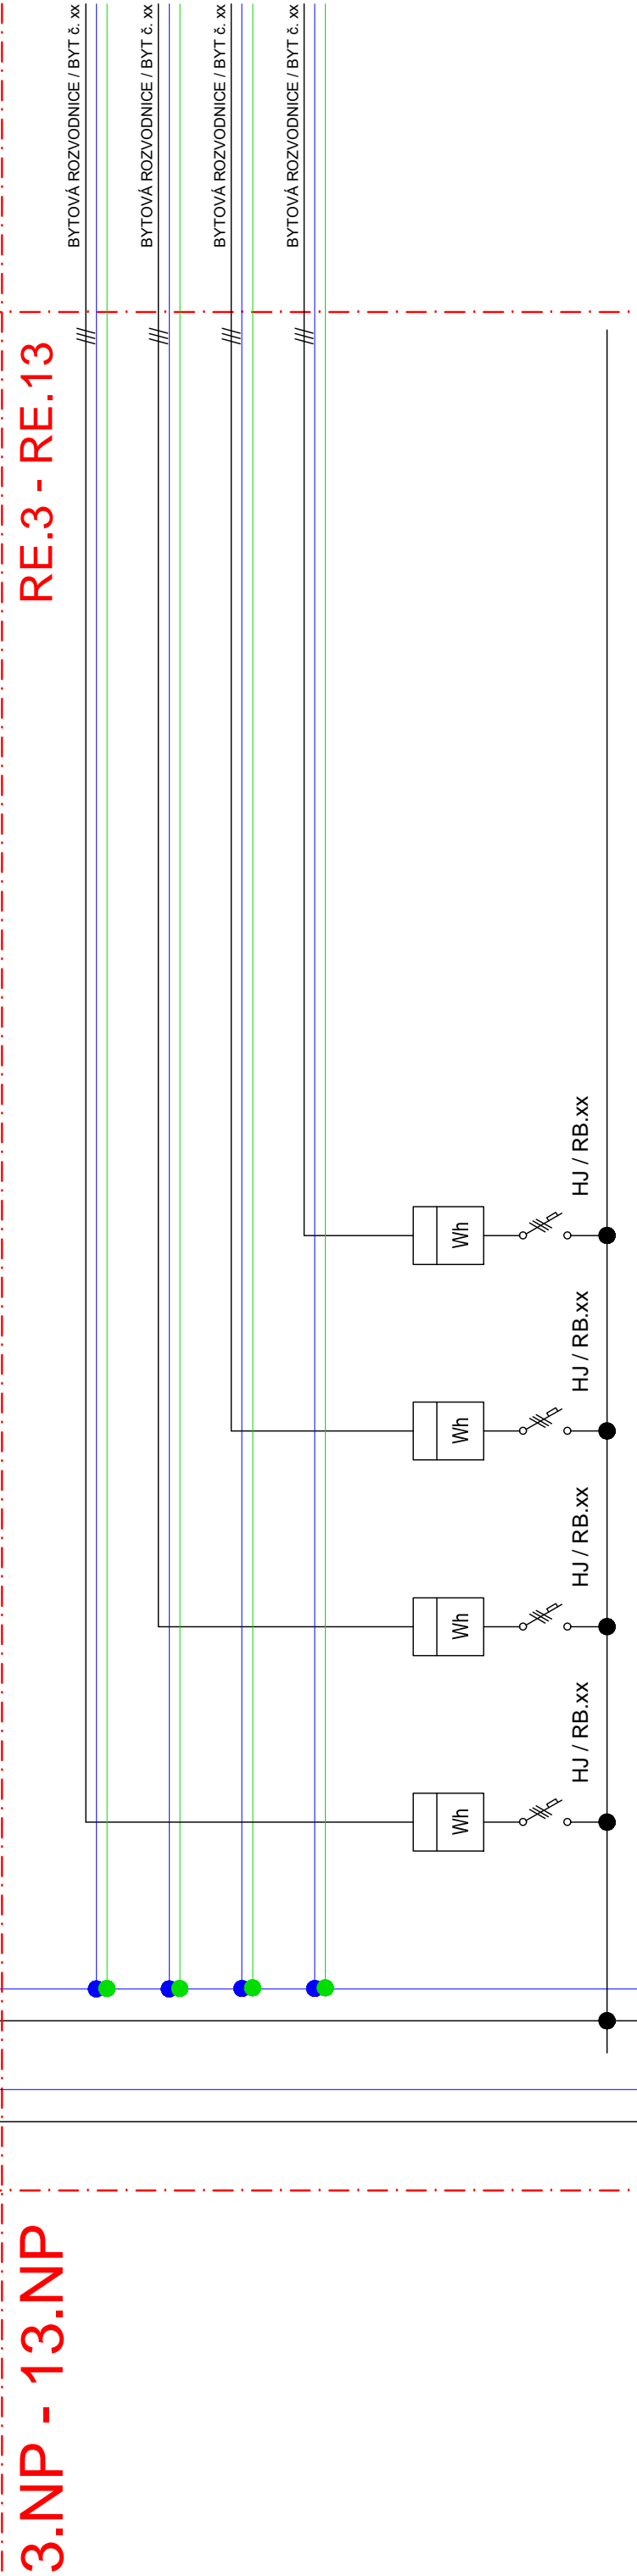 3.NP - 13.NP
RE.3 - RE.13
BYTOVÁ ROZVODNICE / BYT č. xx
BYTOVÁ ROZVODNICE / BYT č. xx
BYTOVÁ ROZVODNICE / BYT č. xx
BYTOVÁ ROZVODNICE / BYT č. xx
Wh
Wh
Wh
Wh
HJ / RB.xx
HJ / RB.xx
HJ / RB.xx
HJ / RB.xx